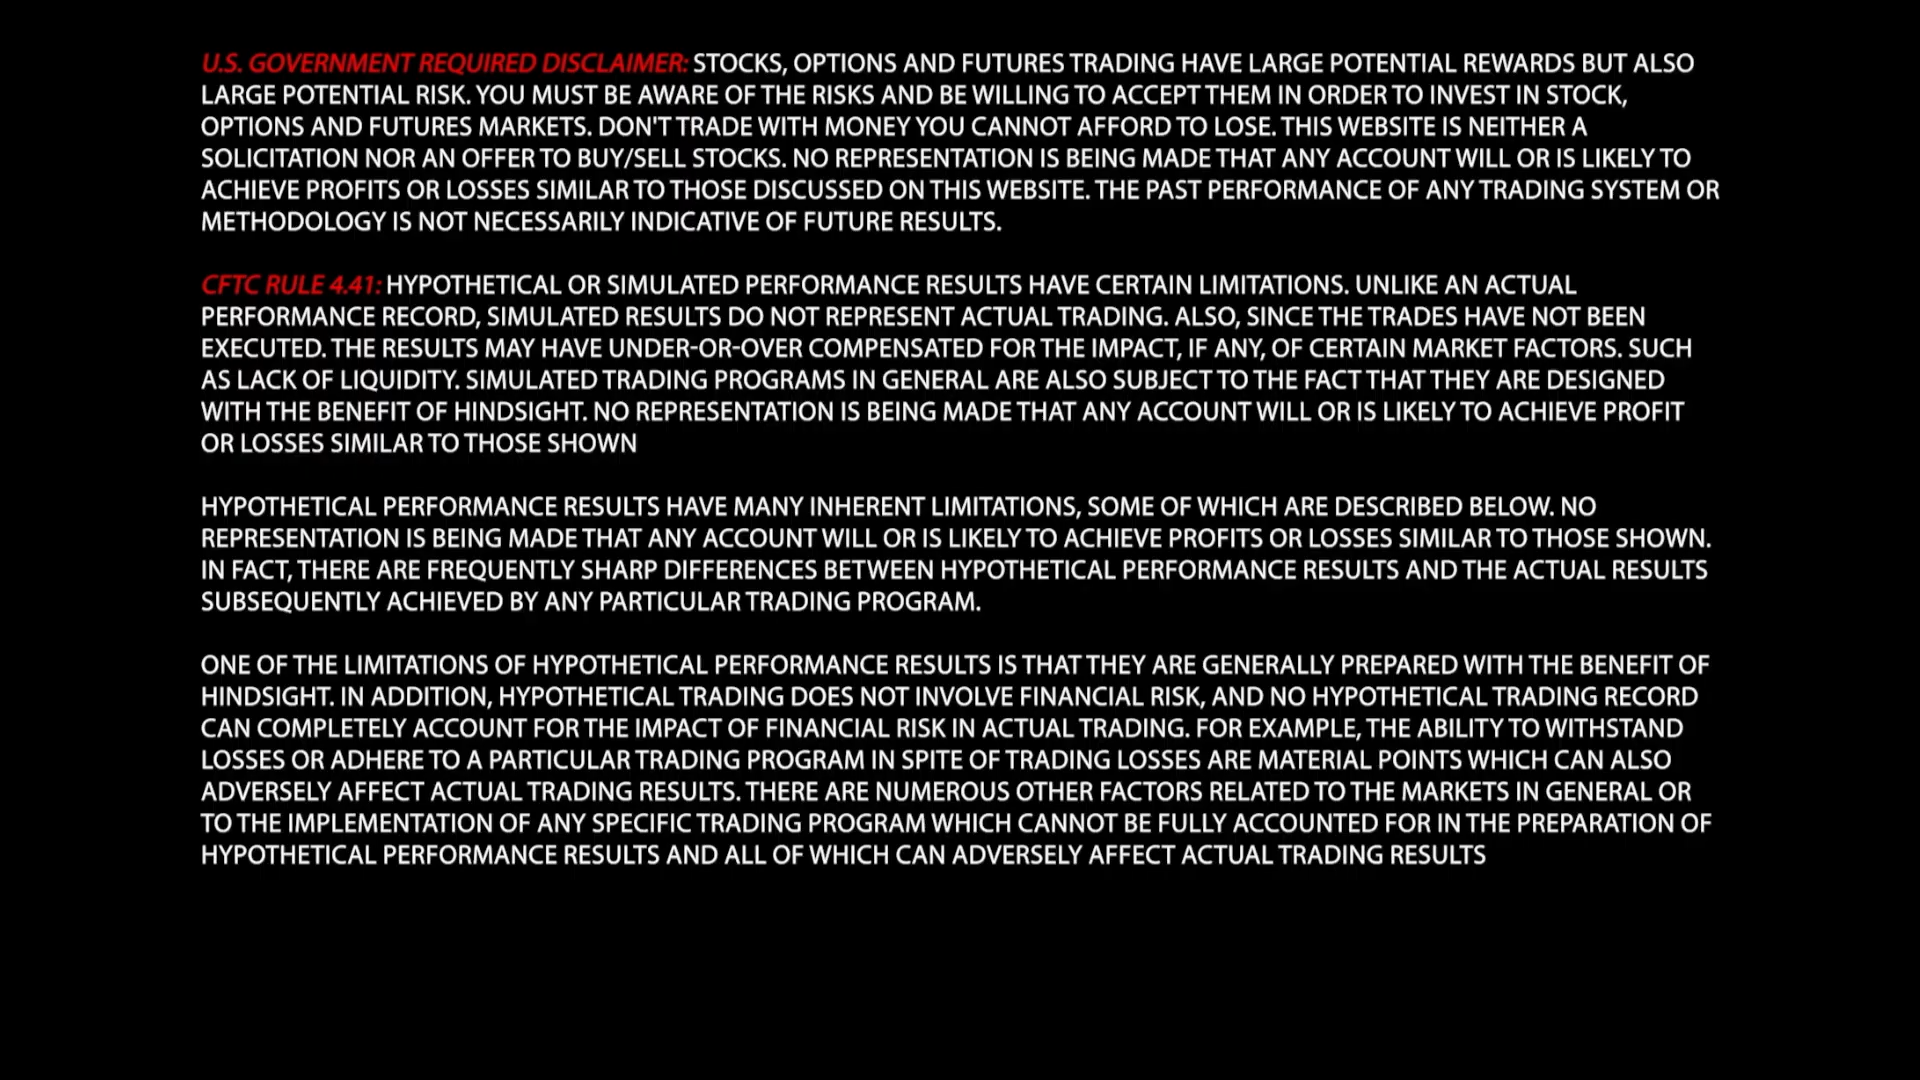 U.S. GOVERNMENT REQUIRED DISCLAIMER: STOCKS, OPTIONS AND FUTURES TRADING HAVE LARGE POTENTIAL REWARDS BUT ALSO
LARGE POTENTIAL RISK. YOU MUST BE AWARE OF THE RISKS AND BE WILLING TO ACCEPT THEM IN ORDER TO INVEST IN STOCK,
OPTIONS AND FUTURES MARKETS. DON'T TRADE WITH MONEY YOU CANNOT AFFORD TO LOSE. THIS WEBSITE IS NEITHER A
SOLICITATION NOR AN OFFER TO BUY/SELL STOCKS. NO REPRESENTATION IS BEING MADE THAT ANY ACCOUNT WILL OR IS LIKELY TO
ACHIEVE PROFITS OR LOSSES SIMILAR TO THOSE DISCUSSED ON THIS WEBSITE. THE PAST PERFORMANCE OF ANY TRADING SYSTEM OR
METHODOLOGY IS NOT NECESSARILY INDICATIVE OF FUTURE RESULTS.
CFTC RULE 4.41: HYPOTHETICAL OR SIMULATED PERFORMANCE RESULTS HAVE CERTAIN LIMITATIONS. UNLIKE AN ACTUAL
PERFORMANCE RECORD, SIMULATED RESULTS DO NOT REPRESENT ACTUAL TRADING. ALSO, SINCE THE TRADES HAVE NOT BEEN
EXECUTED. THE RESULTS MAY HAVE UNDER-OR-OVER COMPENSATED FOR THE IMPACT, IF ANY, OF CERTAIN MARKET FACTORS. SUCH
AS LACK OF LIQUIDITY. SIMULATED TRADING PROGRAMS IN GENERAL ARE ALSO SUBJECT TO THE FACT THAT THEY ARE DESIGNED
WITH THE BENEFIT OF HINDSIGHT. NO REPRESENTATION IS BEING MADE THAT ANY ACCOUNT WILL OR IS LIKELY TO ACHIEVE PROFIT
OR LOSSES SIMILAR TO THOSE SHOWN
HYPOTHETICAL PERFORMANCE RESULTS HAVE MANY INHERENT LIMITATIONS, SOME OF WHICH ARE DESCRIBED BELOW. NO
REPRESENTATION IS BEING MADE THAT ANY ACCOUNT WILL OR IS LIKELY TO ACHIEVE PROFITS OR LOSSES SIMILAR TO THOSE SHOWN.
IN FACT, THERE ARE FREQUENTLY SHARP DIFFERENCES BETWEEN HYPOTHETICAL PERFORMANCE RESULTS AND THE ACTUAL RESULTS
SUBSEQUENTLY ACHIEVED BY ANY PARTICULAR TRADING PROGRAM.
ONE OF THE LIMITATIONS OF HYPOTHETICAL PERFORMANCE RESULTS IS THAT THEY ARE GENERALLY PREPARED WITH THE BENEFIT OF
HINDSIGHT. IN ADDITION, HYPOTHETICAL TRADING DOES NOT INVOLVE FINANCIAL RISK, AND NO HYPOTHETICAL TRADING RECORD
CAN COMPLETELY ACCOUNT FOR THE IMPACT OF FINANCIAL RISK IN ACTUAL TRADING. FOR EXAMPLE, THE ABILITY TO WITHSTAND
LOSSES OR ADHERE TO A PARTICULAR TRADING PROGRAM IN SPITE OF TRADING LOSSES ARE MATERIAL POINTS WHICH CAN ALSO
ADVERSELY AFFECT ACTUAL TRADING RESULTS. THERE ARE NUMEROUS OTHER FACTORS RELATED TO THE MARKETS IN GENERAL OR
TO THE IMPLEMENTATION OF ANY SPECIFIC TRADING PROGRAM WHICH CANNOT BE FULLY ACCOUNTED FOR IN THE PREPARATION OF
HYPOTHETICAL PERFORMANCE RESULTS AND ALL OF WHICH CAN ADVERSELY AFFECT ACTUAL TRADING RESULTS